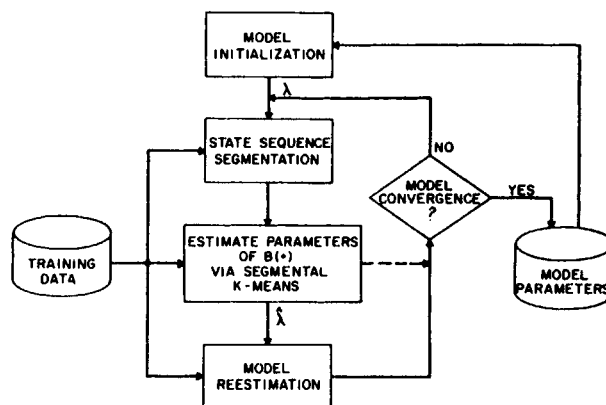 MODEL
INITIALIZATION
λ
STATE SEQUENCE
SEGMENTATION
NO
MODEL
CONVERGENCE
?
YES
TRAINING
DATA
ESTIMATE PARAMETERS
OF B(•)
VIA SEGMENTAL
K-MEANS
MODEL
PARAMETERS
λ̂
MODEL
REESTIMATION